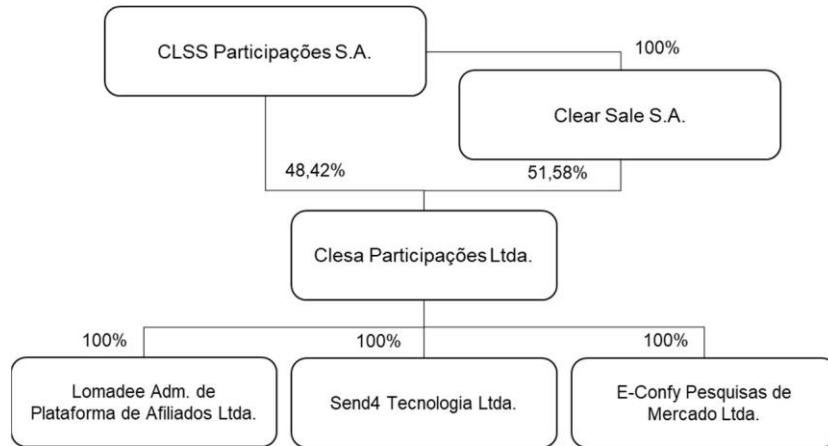 CLSS Participações S.A.
100%
Clear Sale S.A.
48,42%
51,58%
Clesa Participações Ltda.
100%
100%
100%
Lomadee Adm. de
Plataforma de Afiliados Ltda.
Send4 Tecnologia Ltda.
E-Confy Pesquisas de
Mercado Ltda.